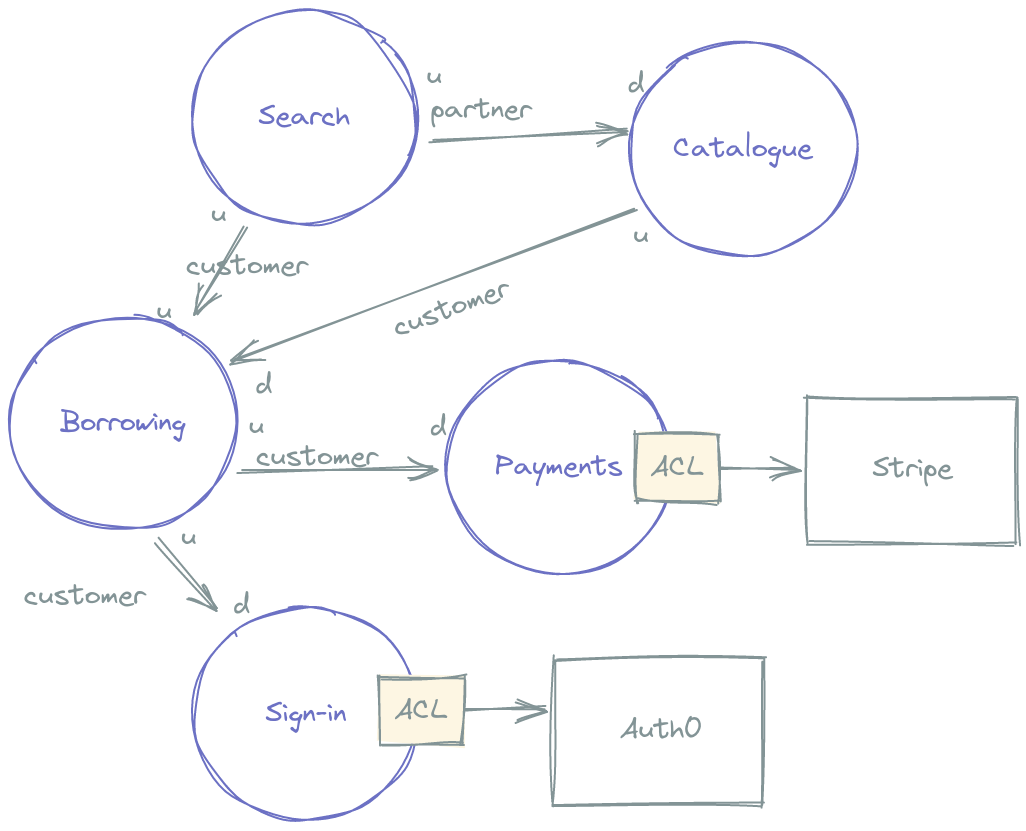 Search
u
partner
d
Catalogue
u
customer
u
u
customer
d
Borrowing
u
customer
d
Payments
ACL
Stripe
u
customer
d
Sign-in
ACL
Auth0